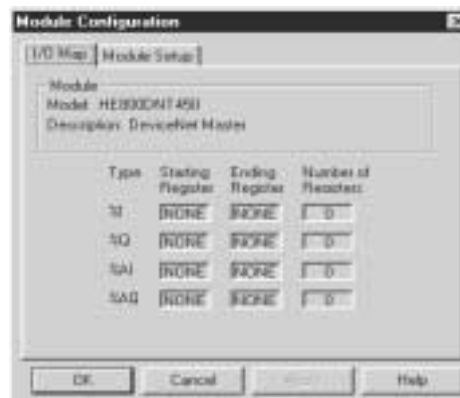 Module Configuration
I/O Map Module Setup
Module
Model: HE800DNT450
Description: DeviceNet Master
Type Starting Register Ending Register Number of Registers
%I NONE NONE 0
%Q NONE NONE 0
%AI NONE NONE 0
%AQ NONE NONE 0
OK Cancel Help